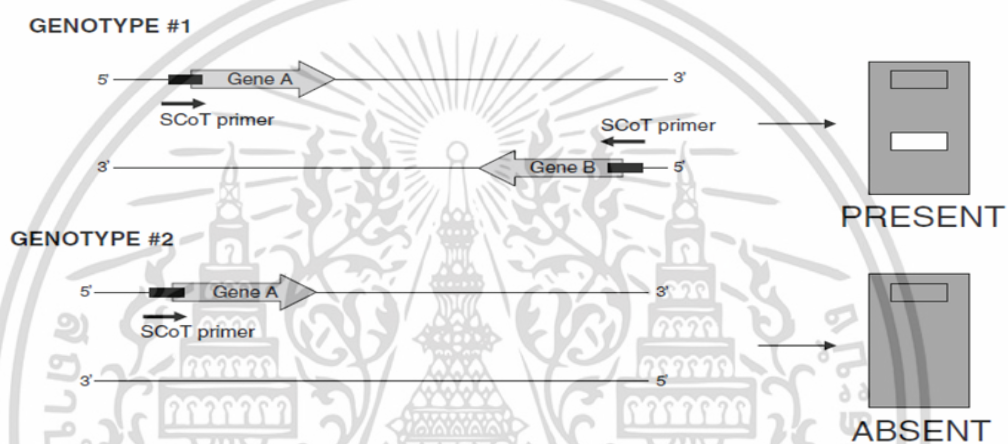 GENOTYPE #1
5' Gene A 3'
SCoT primer
SCoT primer
3' Gene B 5'
PRESENT
GENOTYPE #2
5' Gene A 3'
SCoT primer
3' 5'
ABSENT